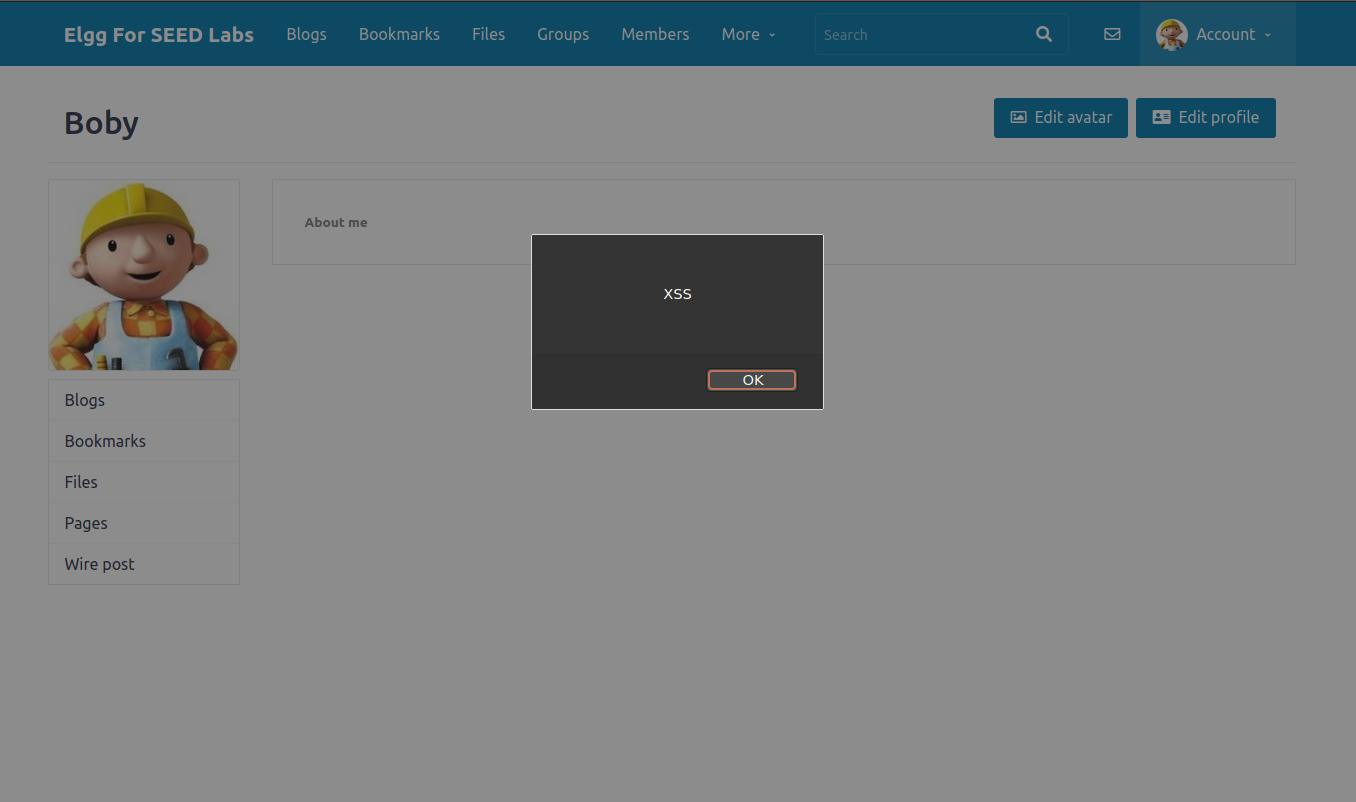 Elgg For SEED Labs Blogs Bookmarks Files Groups Members More Search Account
Boby
Edit avatar Edit profile
About me
XSS
OK
Blogs
Bookmarks
Files
Pages
Wire post